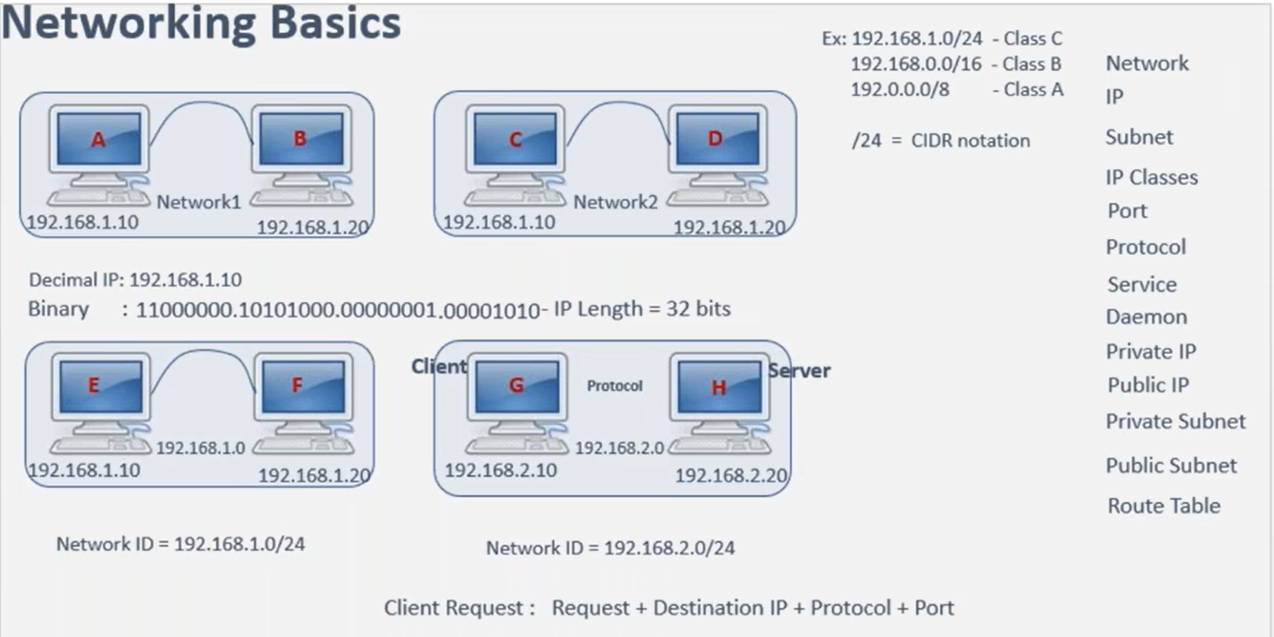 Networking Basics
Ex: 192.168.1.0/24 - Class C
192.168.0.0/16 - Class B
192.0.0.0/8 - Class A
/24 = CIDR notation
Network
IP
Subnet
IP Classes
Port
Protocol
Service
Daemon
Private IP
Public IP
Private Subnet
Public Subnet
Route Table
A
B
Network1
192.168.1.10
192.168.1.20
C
D
Network2
192.168.1.10
192.168.1.20
Decimal IP: 192.168.1.10
Binary : 11000000.10101000.00000001.00001010- IP Length = 32 bits
E
F
192.168.1.0
192.168.1.10
192.168.1.20
Client
G
Protocol
H
Server
192.168.2.0
192.168.2.10
192.168.2.20
Network ID = 192.168.1.0/24
Network ID = 192.168.2.0/24
Client Request : Request + Destination IP + Protocol + Port